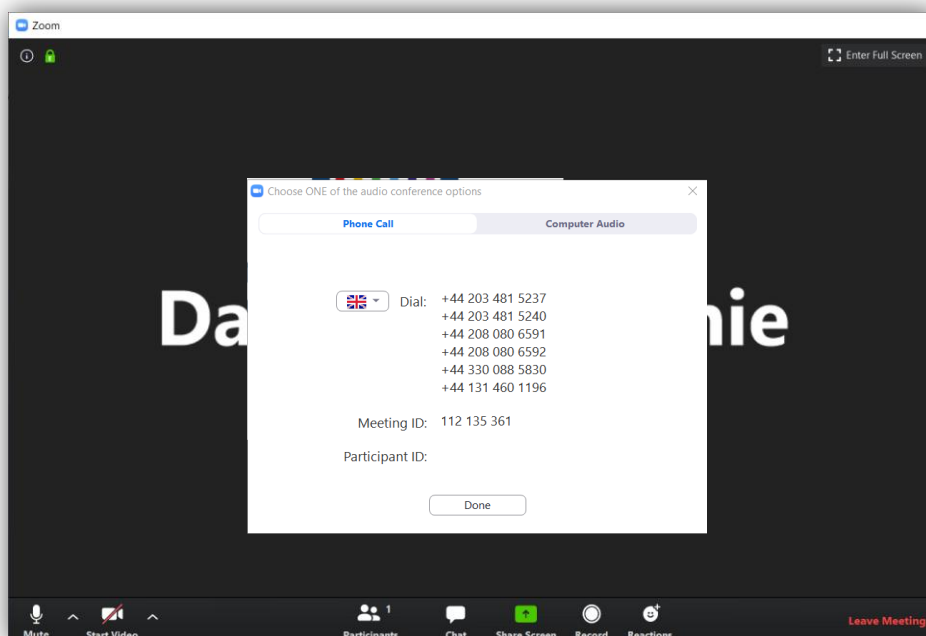 Zoom
Enter Full Screen
Choose ONE of the audio conference options
Phone Call Computer Audio
Da nie
Dial: +44 203 481 5237
+44 203 481 5240
+44 208 080 6591
+44 208 080 6592
+44 330 088 5830
+44 131 460 1196
Meeting ID: 112 135 361
Participant ID:
Done
1
Mute Start Video Participants Chat Share Screen Record Reactions Leave Meeting